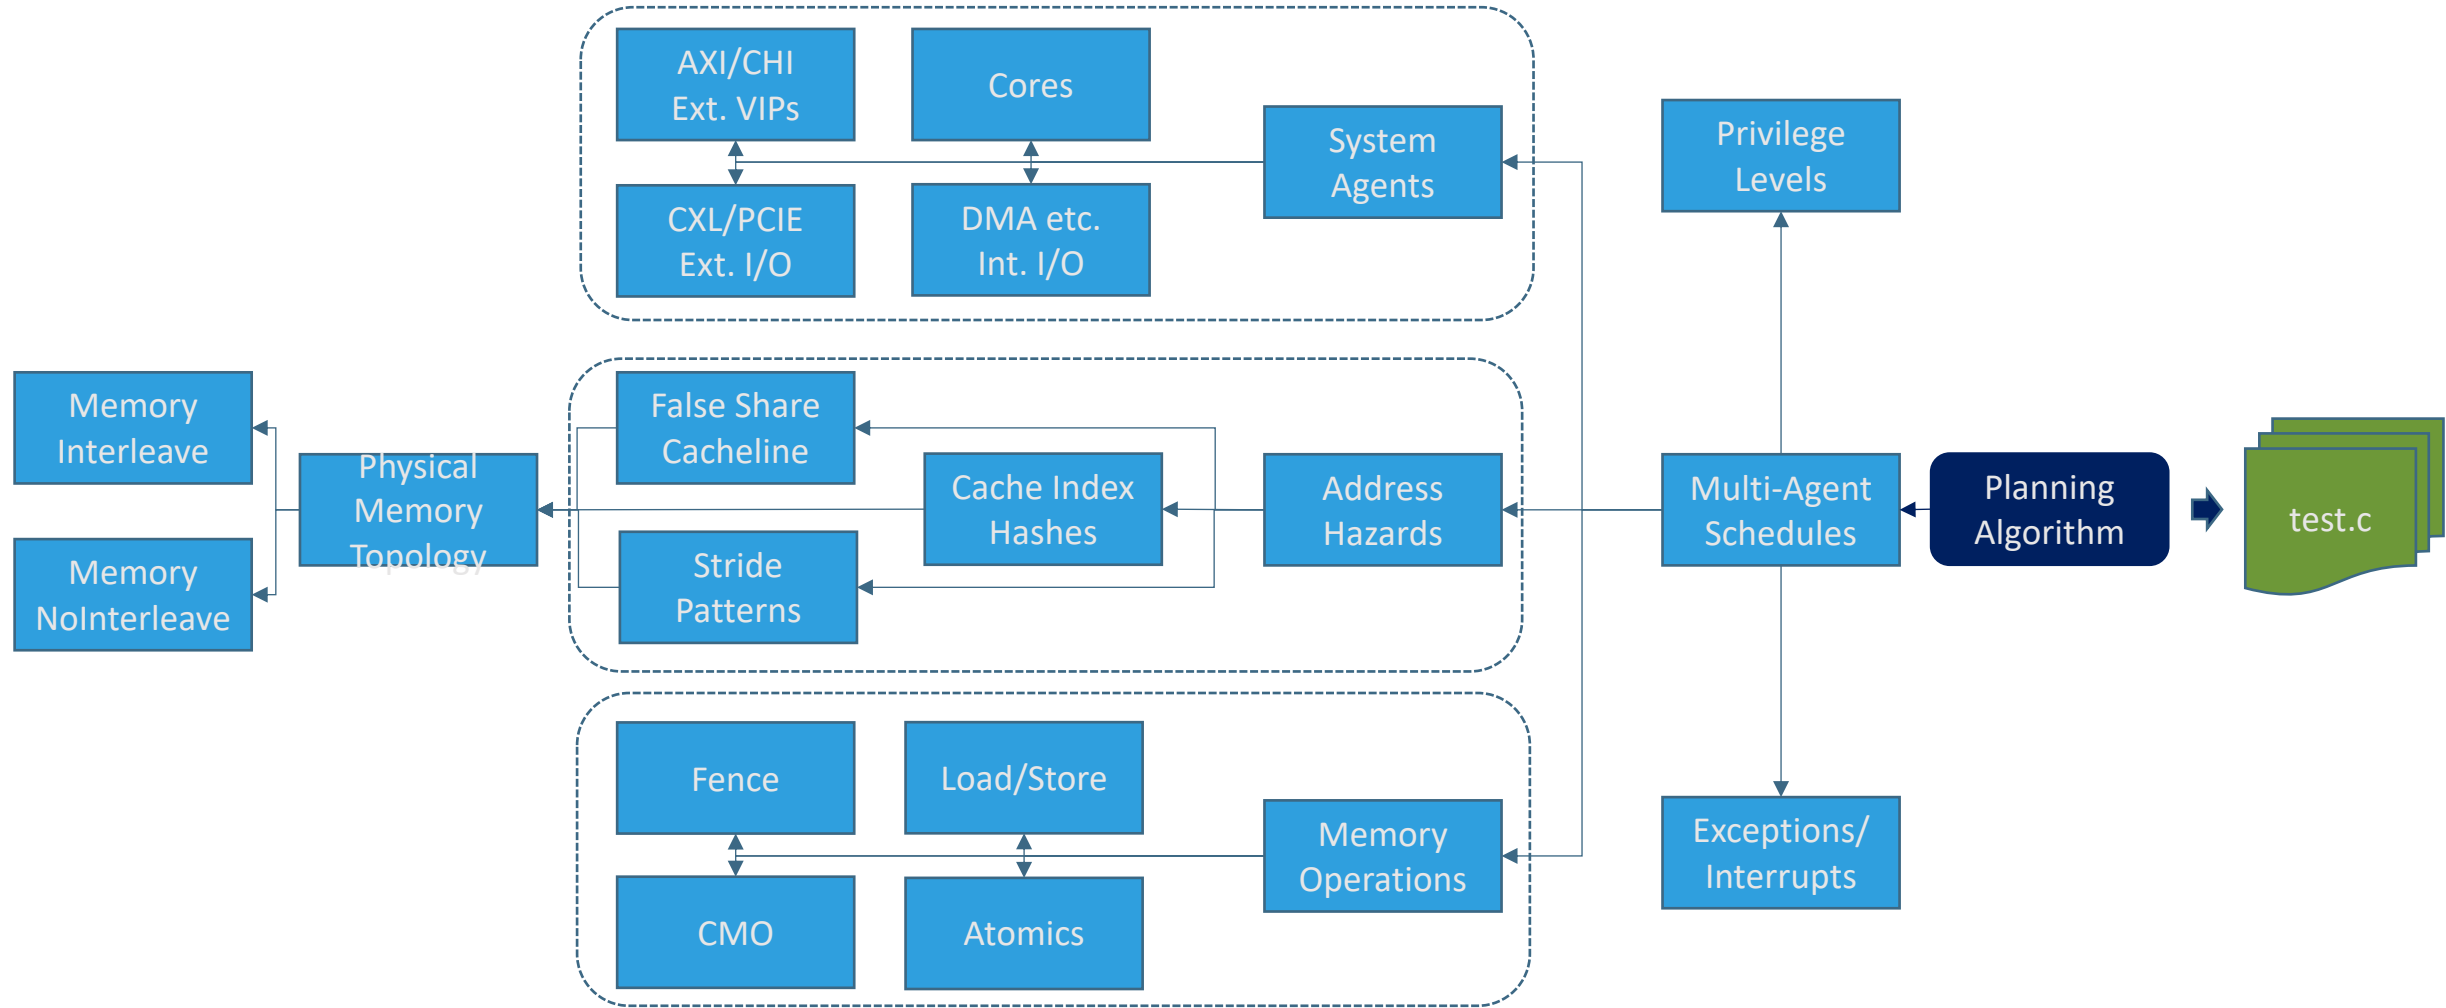 AXI/CHI
Ext. VIPs
Cores
System
Agents
CXL/PCIE
Ext. I/O
DMA etc.
Int. I/O
Privilege
Levels
Memory
Interleave
Memory
NoInterleave
Physical
Memory
Topology
False Share
Cacheline
Cache Index
Hashes
Stride
Patterns
Address
Hazards
Multi-Agent
Schedules
Planning
Algorithm
test.c
Fence
Load/Store
Memory
Operations
CMO
Atomics
Exceptions/
Interrupts